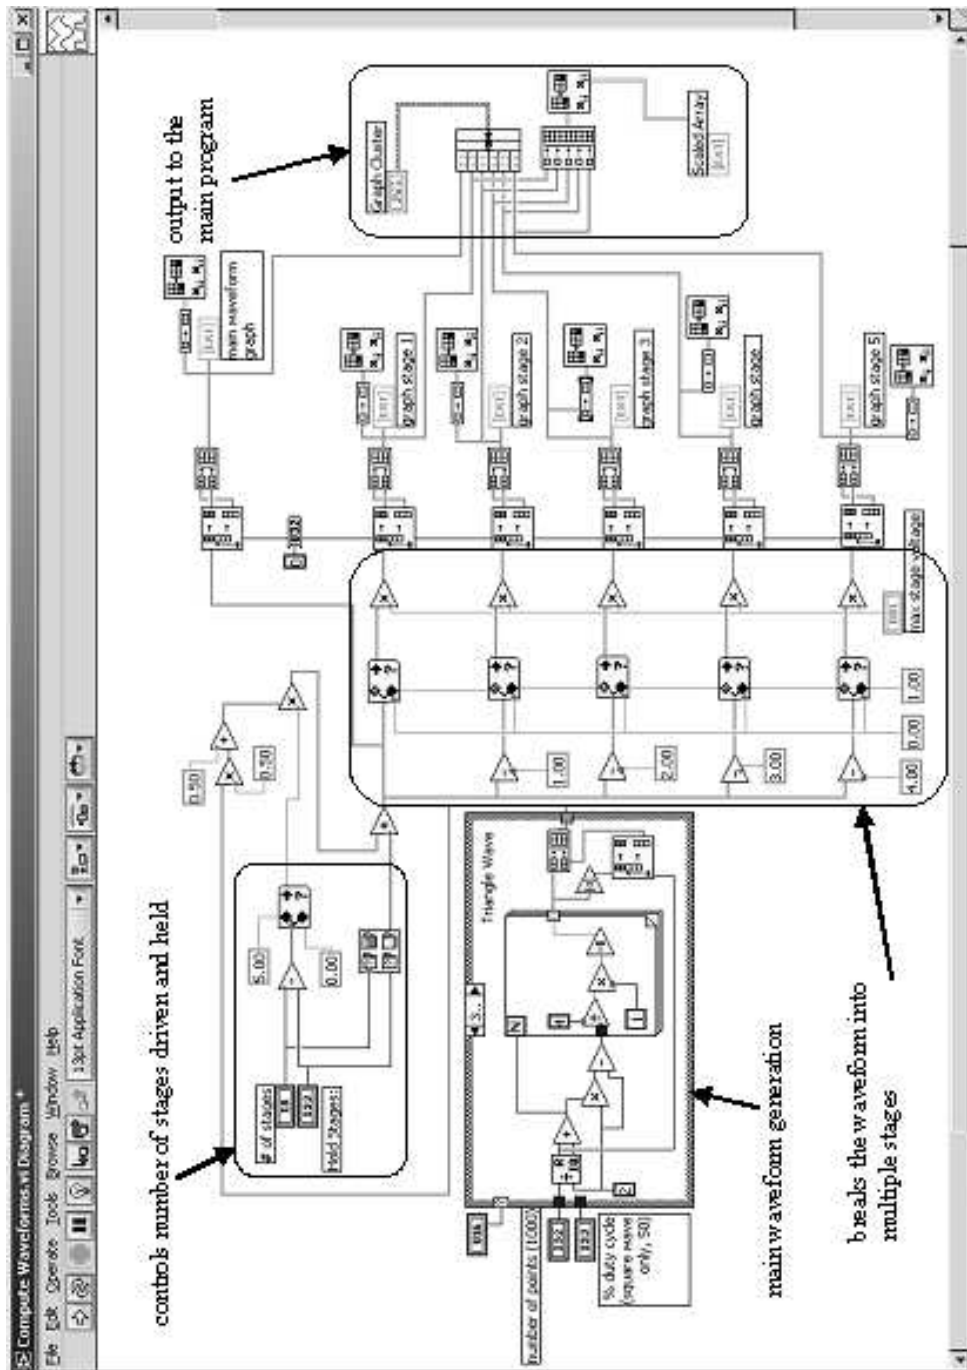 Compute Waveforms.vi Diagram *
File Edit Operate Tools Browse Window Help
13pt Application Font
controls number of stages driven and held
output to the
main program
# of stages
Hold Stages:
5.00
0.00
0.50
0.50
main waveform
graph
Graph Cluster
Scaled Array
graph stage 1
graph stage 2
graph stage 3
graph stage
graph stage 5
max stage voltage
1.00
2.00
3.00
4.00
0.00
1.00
Triangle Wave
3..
N
i
2
number of points (1000)
% duty cycle
(square wave
only, 50)
main waveform generation
breaks the waveform into
multiple stages